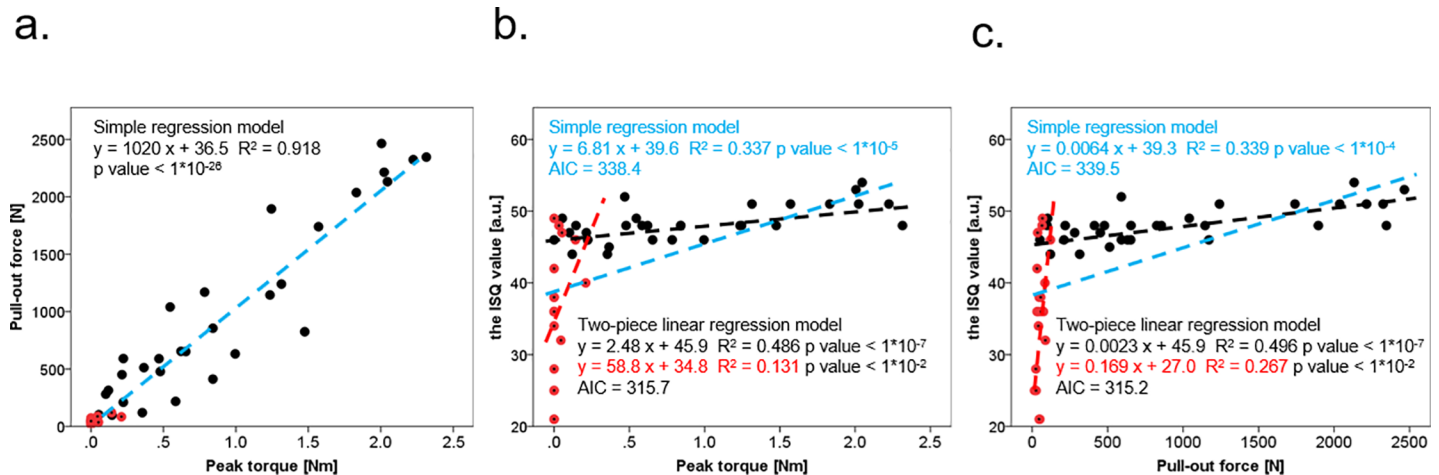 a.
Simple regression model
y = 1020 x + 36.5 R² = 0.918
p value < 1*10⁻²⁶
Pull-out force [N]
2500
2000
1500
1000
500
0
.0 .5 1.0 1.5 2.0 2.5
Peak torque [Nm]
b.
Simple regression model
y = 6.81 x + 39.6 R² = 0.337 p value < 1*10⁻⁵
AIC = 338.4
the ISQ value [a.u.]
60
50
40
30
20
Two-piece linear regression model
y = 2.48 x + 45.9 R² = 0.486 p value < 1*10⁻⁷
y = 58.8 x + 34.8 R² = 0.131 p value < 1*10⁻²
AIC = 315.7
.0 .5 1.0 1.5 2.0 2.5
Peak torque [Nm]
c.
Simple regression model
y = 0.0064 x + 39.3 R² = 0.339 p value < 1*10⁻⁴
AIC = 339.5
the ISQ value [a.u.]
60
50
40
30
20
Two-piece linear regression model
y = 0.0023 x + 45.9 R² = 0.496 p value < 1*10⁻⁷
y = 0.169 x + 27.0 R² = 0.267 p value < 1*10⁻²
AIC = 315.2
0 500 1000 1500 2000 2500
Pull-out force [N]